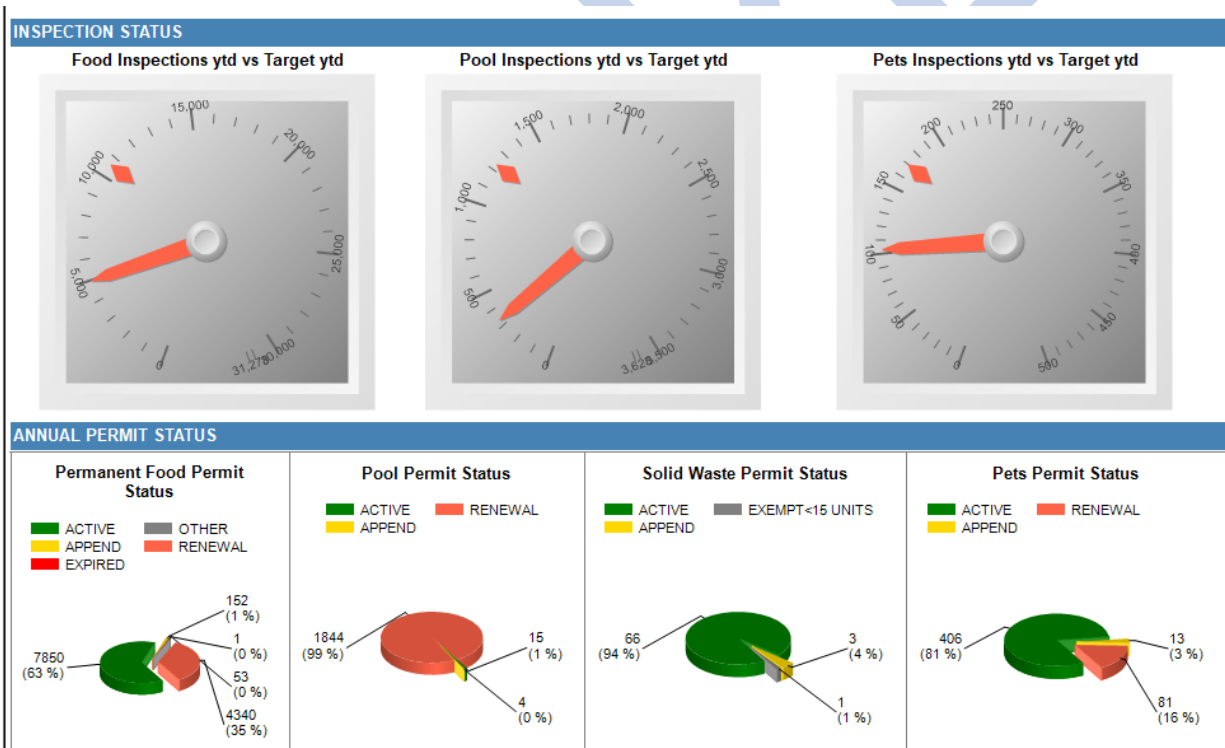 INSPECTION STATUS
Food Inspections ytd vs Target ytd
0
5,000
10,000
15,000
20,000
25,000
30,000
31,278
Pool Inspections ytd vs Target ytd
0
500
1,000
1,500
2,000
2,500
3,000
3,500
3,628
Pets Inspections ytd vs Target ytd
0
50
100
150
200
250
300
350
400
450
500
ANNUAL PERMIT STATUS
Permanent Food Permit
Status
ACTIVE OTHER
APPEND RENEWAL
EXPIRED
152
(1 %)
1
(0 %)
7850
(63 %)
53
(0 %)
4340
(35 %)
Pool Permit Status
ACTIVE RENEWAL
APPEND
1844
(99 %)
15
(1 %)
4
(0 %)
Solid Waste Permit Status
ACTIVE EXEMPT<15 UNITS
APPEND
66
(94 %)
3
(4 %)
1
(1 %)
Pets Permit Status
ACTIVE RENEWAL
APPEND
406
(81 %)
13
(3 %)
81
(16 %)